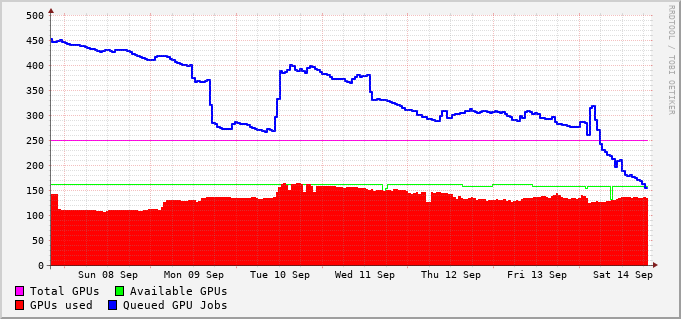 500
450
400
350
300
250
200
150
100
50
0
Sun 08 Sep Mon 09 Sep Tue 10 Sep Wed 11 Sep Thu 12 Sep Fri 13 Sep Sat 14 Sep
Total GPUs Available GPUs
GPUs used Queued GPU Jobs
RRDTOOL / TOBI OETIKER